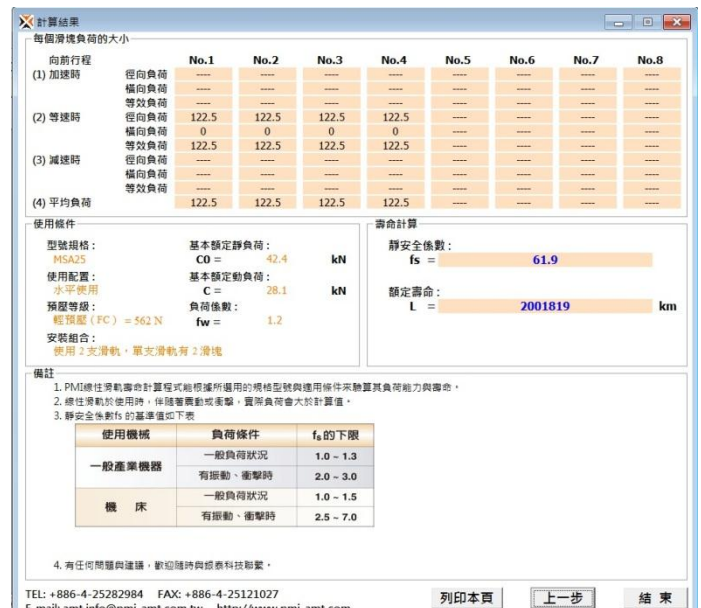 計算結果
每個滑塊負荷的大小
向前行程 No.1 No.2 No.3 No.4 No.5 No.6 No.7 No.8
(1) 加速時 徑向負荷 ---- ---- ---- ---- ---- ---- ---- ----
橫向負荷 ---- ---- ---- ---- ---- ---- ---- ----
等效負荷 ---- ---- ---- ---- ---- ---- ---- ----
(2) 等速時 徑向負荷 122.5 122.5 122.5 122.5 ---- ---- ---- ----
橫向負荷 0 0 0 0 ---- ---- ---- ----
等效負荷 122.5 122.5 122.5 122.5 ---- ---- ---- ----
(3) 減速時 徑向負荷 ---- ---- ---- ---- ---- ---- ---- ----
橫向負荷 ---- ---- ---- ---- ---- ---- ---- ----
等效負荷 ---- ---- ---- ---- ---- ---- ---- ----
(4) 平均負荷 122.5 122.5 122.5 122.5 ---- ---- ---- ----
使用條件
型號規格：
MSA25
使用配置：
水平使用
預壓等級：
輕預壓（FC）= 562 N
安裝組合：
使用 2 支滑軌，單支滑軌有 2 滑塊
基本額定靜負荷：
C0 = 42.4 kN
基本額定動負荷：
C = 28.1 kN
負荷係數：
fw = 1.2
壽命計算
靜安全係數：
fs = 61.9
額定壽命：
L = 2001819 km
備註
1. PMI線性滑軌壽命計算程式能根據所選用的規格型號與適用條件來驗算其負荷能力與壽命。
2. 線性滑軌於使用時，伴隨著震動或衝擊，實際負荷會大於計算值。
3. 靜安全係數fs 的基準值如下表
使用機械 負荷條件 fs的下限
一般產業機器 一般負荷狀況 1.0 ~ 1.3
有振動、衝擊時 2.0 ~ 3.0
機 床 一般負荷狀況 1.0 ~ 1.5
有振動、衝擊時 2.5 ~ 7.0
4. 有任何問題與建議，歡迎隨時與銀泰科技聯繫。
TEL: +886-4-25282984 FAX: +886-4-25121027
列印本頁 上一步 結 束
E-mail: amt.info@pmi-amt.com.tw http://www.pmi-amt.com